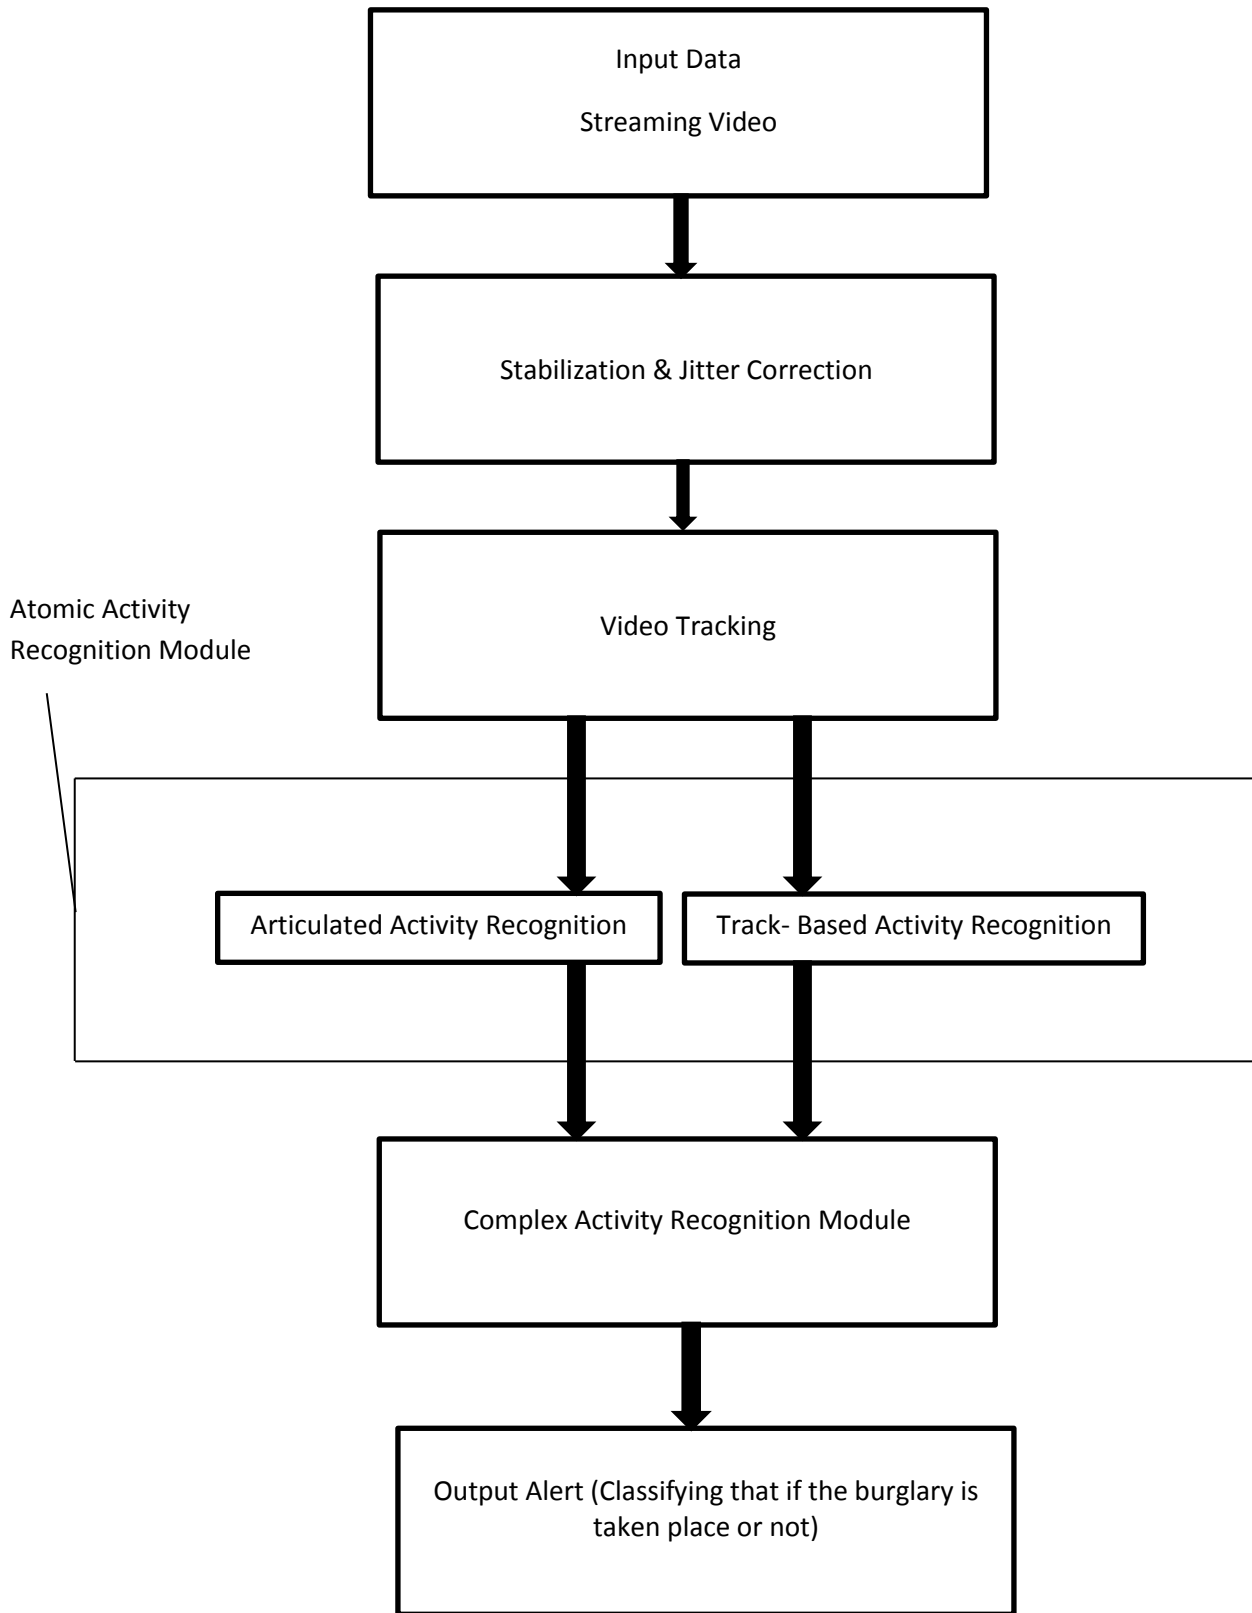 Input Data
Streaming Video
Stabilization & Jitter Correction
Video Tracking
Atomic Activity
Recognition Module
Articulated Activity Recognition
Track- Based Activity Recognition
Complex Activity Recognition Module
Output Alert (Classifying that if the burglary is
taken place or not)